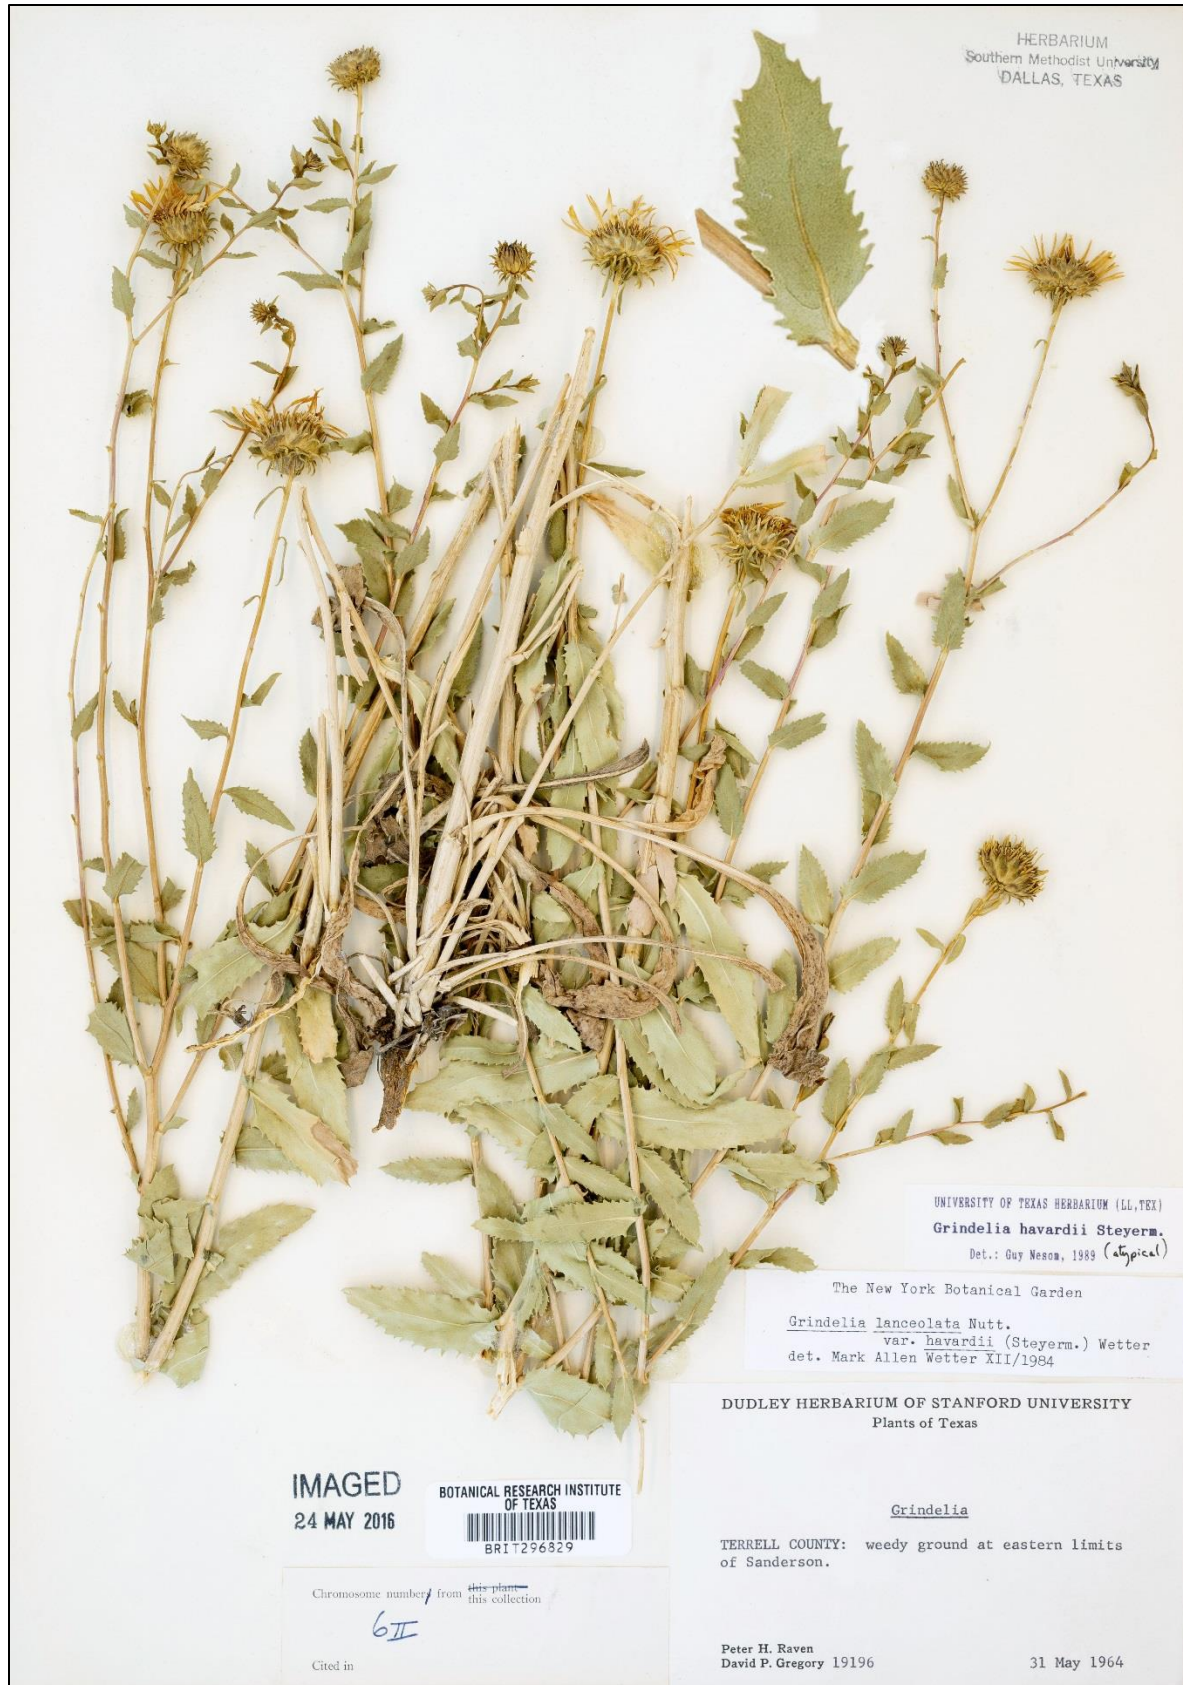 HERBARIUM
Southern Methodist University
DALLAS, TEXAS
UNIVERSITY OF TEXAS HERBARIUM (LL,TEX)
Grindelia havardii Steyerm.
Det.: Guy Nesom, 1989 (atypical)
The New York Botanical Garden
Grindelia lanceolata Nutt.
var. havardii (Steyerm.) Wetter
det. Mark Allen Wetter XII/1984
DUDLEY HERBARIUM OF STANFORD UNIVERSITY
Plants of Texas
Grindelia
TERRELL COUNTY: weedy ground at eastern limits
of Sanderson.
Peter H. Raven
David P. Gregory 19196 31 May 1964
IMAGED
24 MAY 2016
BOTANICAL RESEARCH INSTITUTE
OF TEXAS
BRIT296829
Chromosome number from this plant
this collection
6II
Cited in